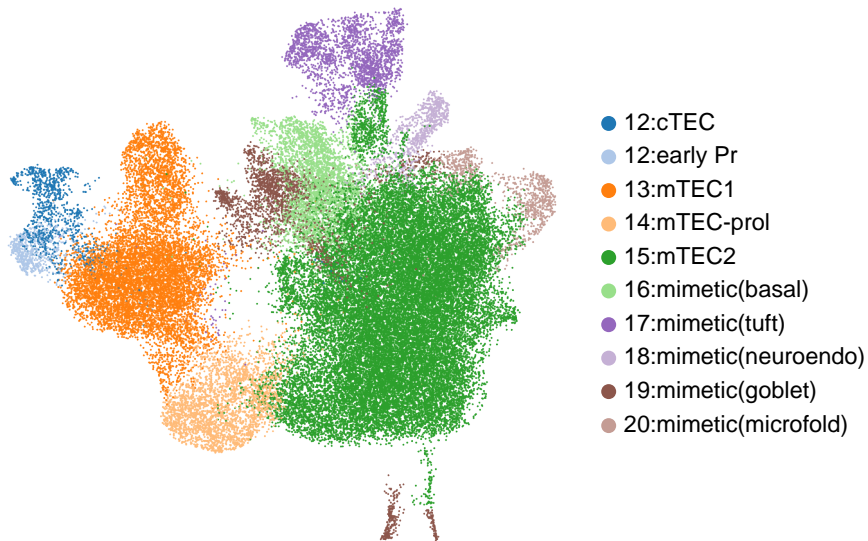 12:cTEC
12:early Pr
13:mTEC1
14:mTEC-prol
15:mTEC2
16:mimetic(basal)
17:mimetic(tuft)
18:mimetic(neuroendo)
19:mimetic(goblet)
20:mimetic(microfold)